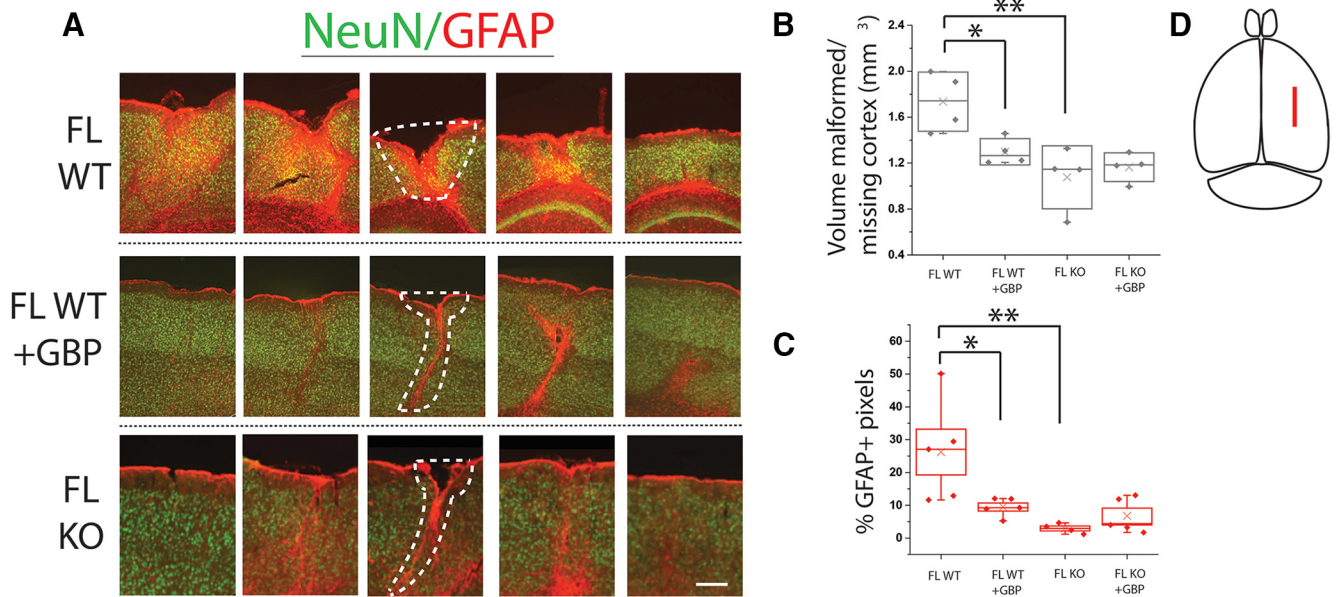 A
NeuN/GFAP
FL
WT
FL WT
+GBP
FL
KO
B
Volume malformed/
missing cortex (mm 3)
2.4
2.0
1.6
1.2
0.8
0.4
**
*
FL WT
FL WT
+GBP
FL KO
FL KO
+GBP
C
% GFAP+ pixels
60
50
40
30
20
10
0
**
*
FL WT
FL WT
+GBP
FL KO
FL KO
+GBP
D